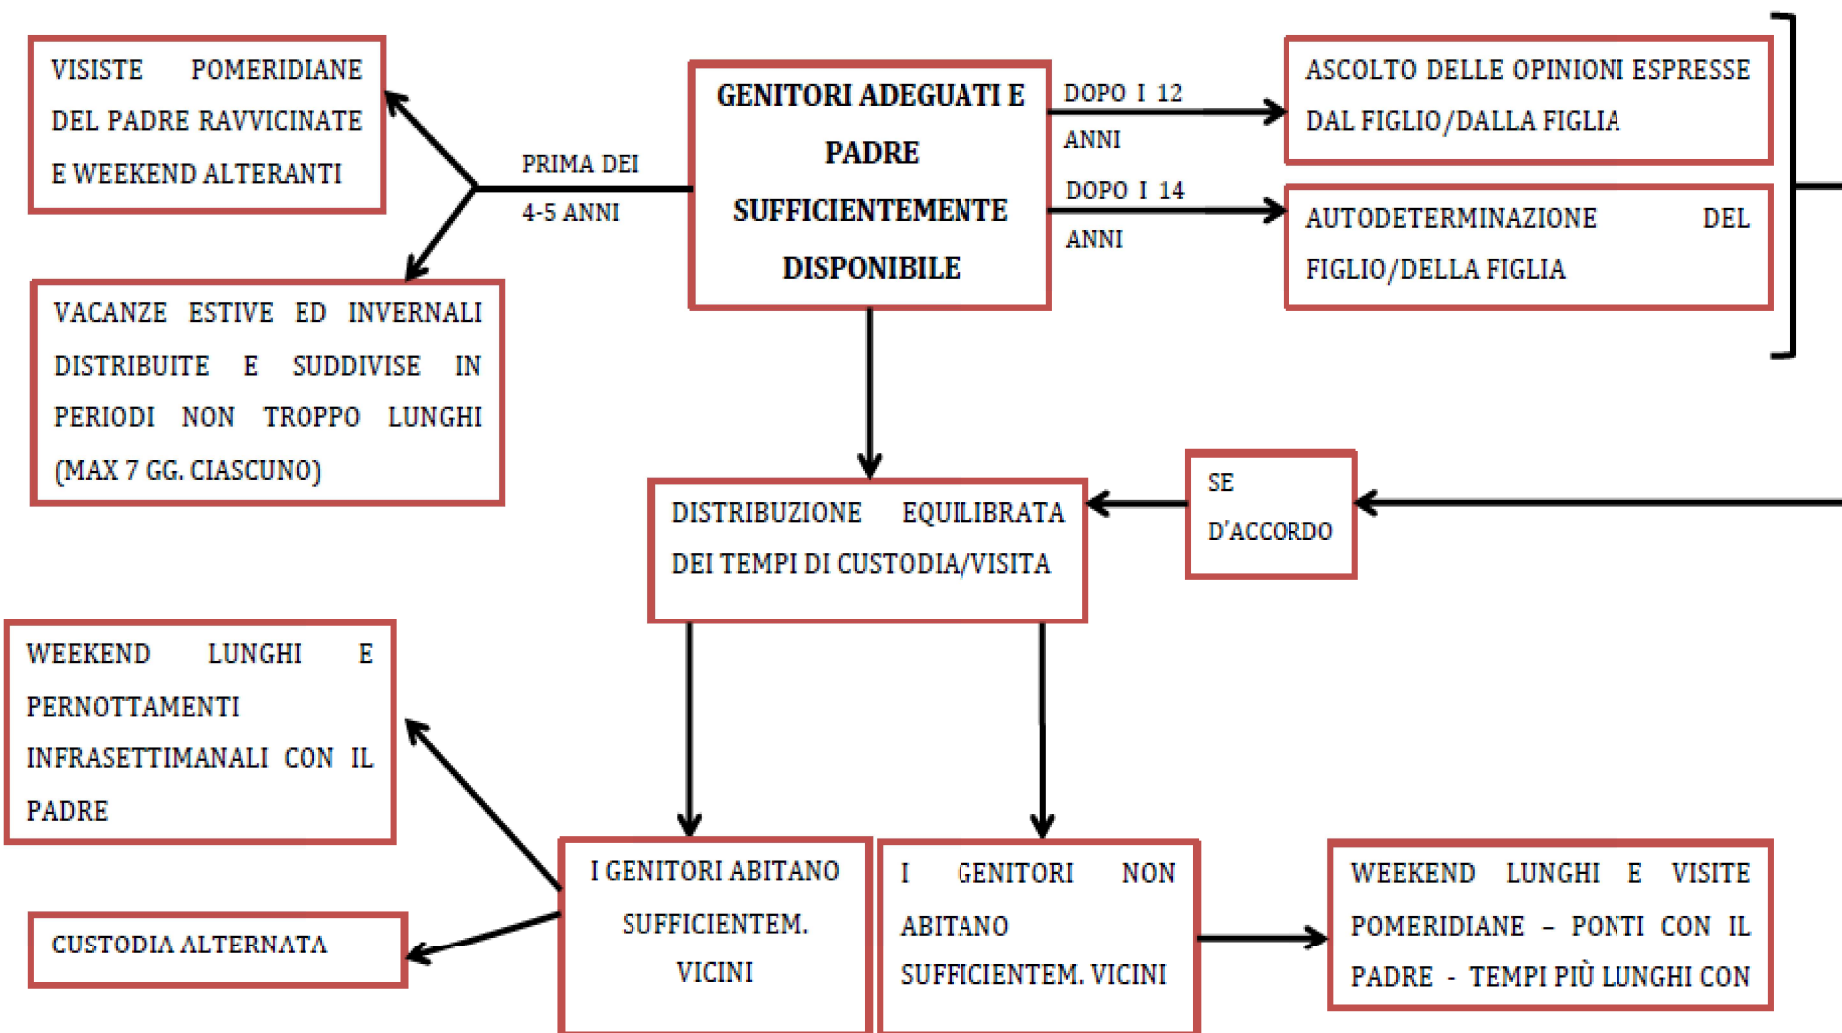 VISISTE POMERIDIANE
DEL PADRE RAVVICINATE
E WEEKEND ALTERANTI
PRIMA DEI
4-5 ANNI
GENITORI ADEGUATI E
PADRE
SUFFICIENTEMENTE
DISPONIBILE
DOPO I 12
ANNI
DOPO I 14
ANNI
ASCOLTO DELLE OPINIONI ESPRESSE
DAL FIGLIO/DALLA FIGLIA
AUTODETERMINAZIONE DEL
FIGLIO/DELLA FIGLIA
VACANZE ESTIVE ED INVERNALI
DISTRIBUITE E SUDDIVISE IN
PERIODI NON TROPPO LUNGHI
(MAX 7 GG. CIASCUNO)
DISTRIBUZIONE EQUILIBRATA
DEI TEMPI DI CUSTODIA/VISITA
SE
D'ACCORDO
WEEKEND LUNGHI E
PERNOTTAMENTI
INFRASETTIMANALI CON IL
PADRE
CUSTODIA ALTERNATA
I GENITORI ABITANO
SUFFICIENTEM.
VICINI
I GENITORI NON
ABITANO
SUFFICIENTEM. VICINI
WEEKEND LUNGHI E VISITE
POMERIDIANE – PONTI CON IL
PADRE - TEMPI PIÙ LUNGHI CON